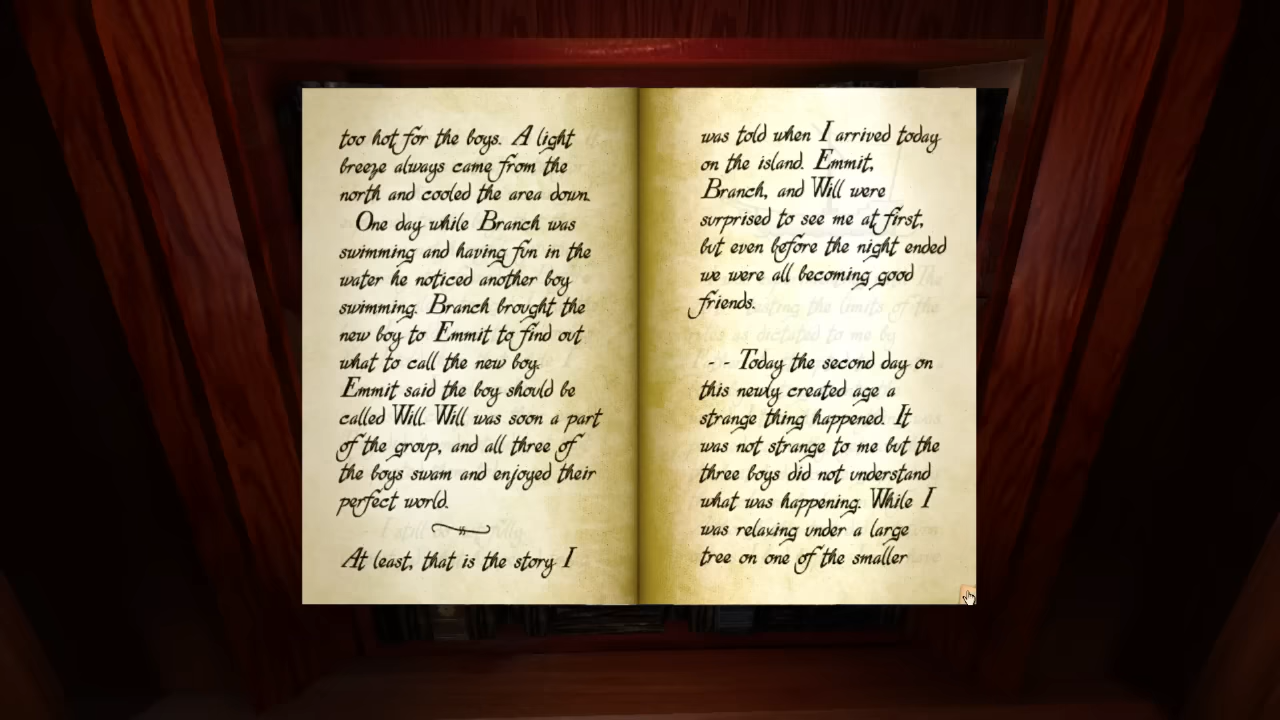 too hot for the boys. A light
breeze always came from the
north and cooled the area down.
One day while Branch was
swimming and having fun in the
water he noticed another boy
swimming. Branch brought the
new boy to Emmit to find out
what to call the new boy.
Emmit said the boy should be
called Will. Will was soon a part
of the group, and all three of
the boys swam and enjoyed their
perfect world.
At least, that is the story I
was told when I arrived today
on the island. Emmit,
Branch, and Will were
surprised to see me at first,
but even before the night ended
we were all becoming good
friends.
- - Today the second day on
this newly created age a
strange thing happened. It
was not strange to me but the
three boys did not understand
what was happening. While I
was relaxing under a large
tree on one of the smaller